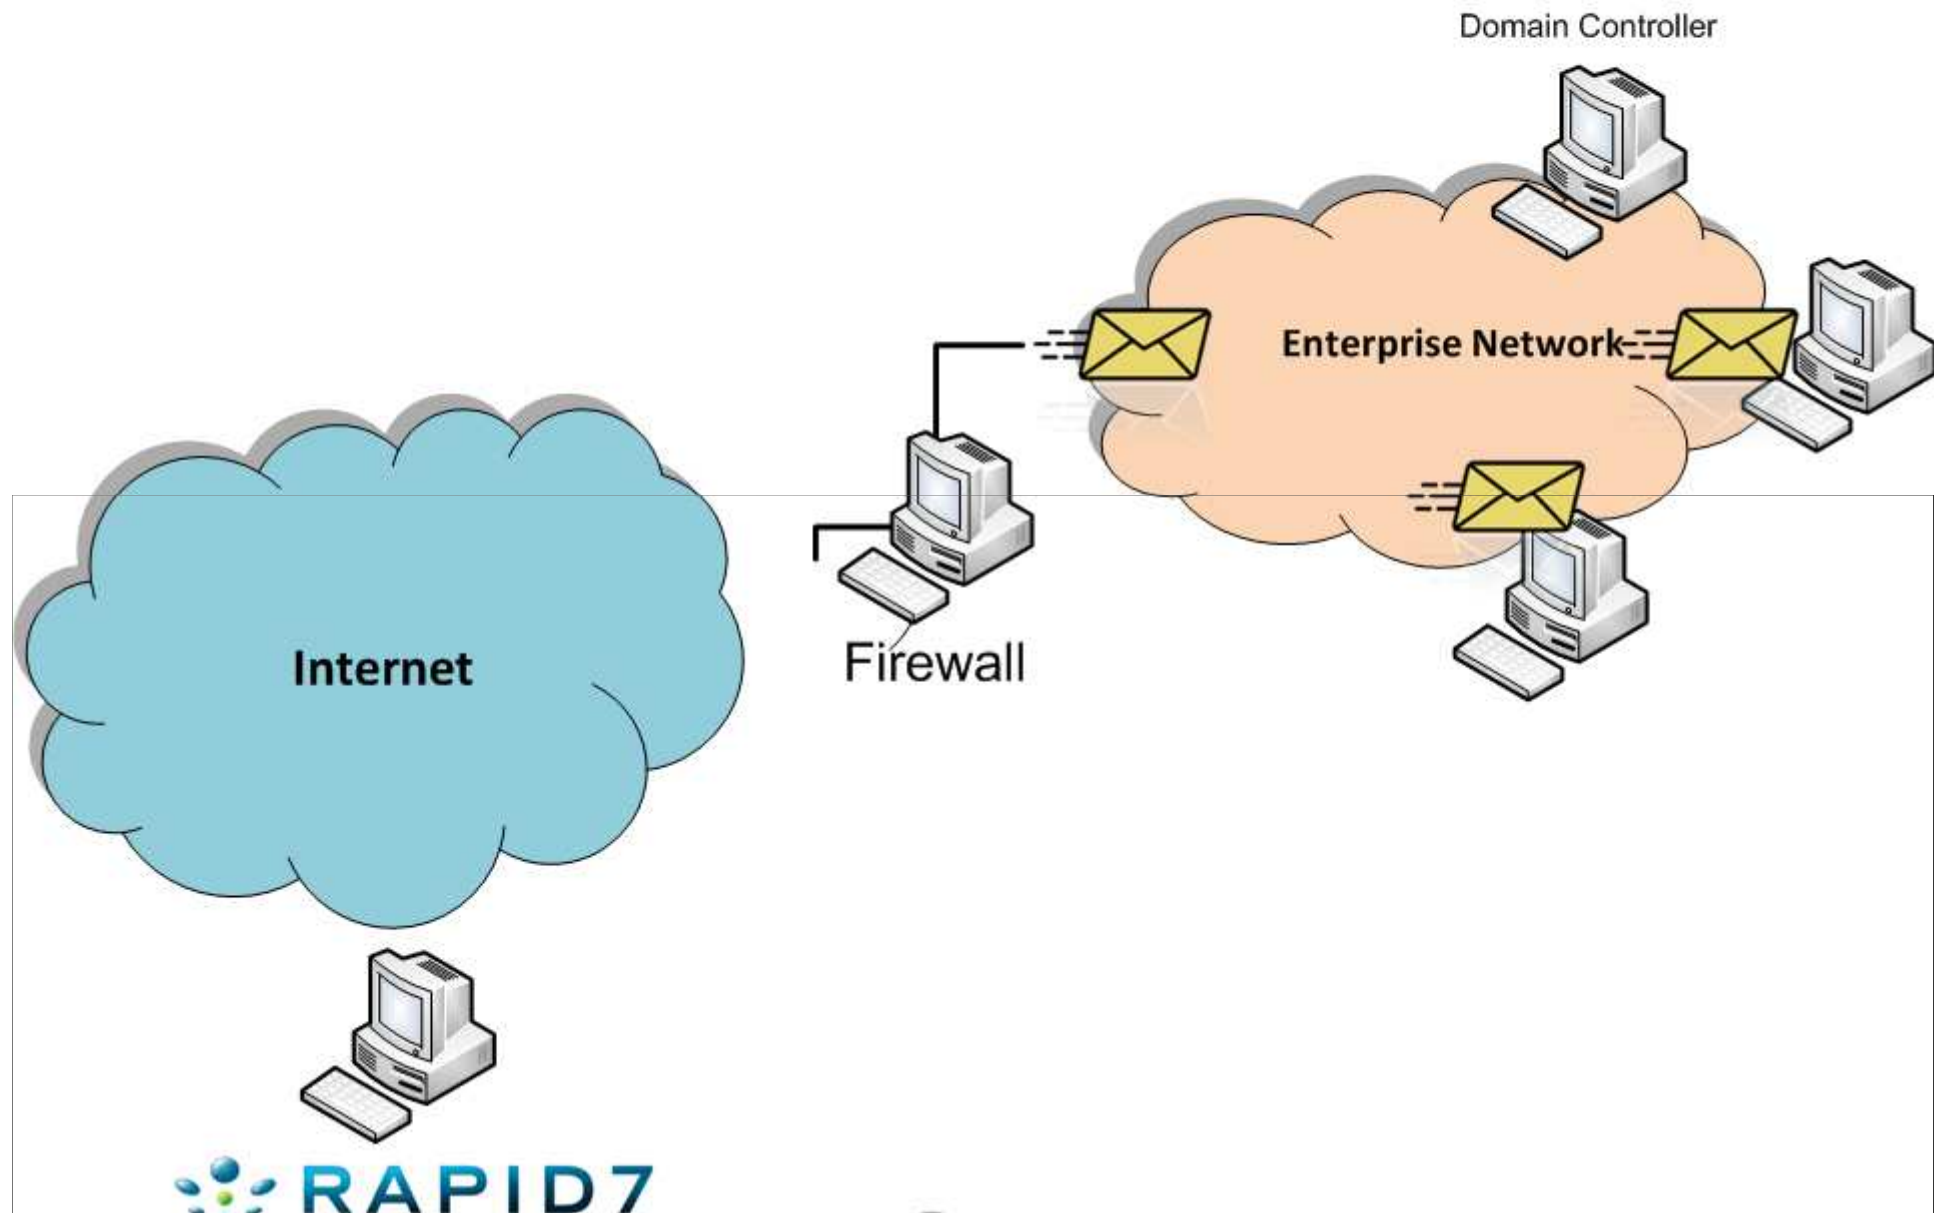 Domain Controller
Enterprise Network
Firewall
Internet
RAPID7